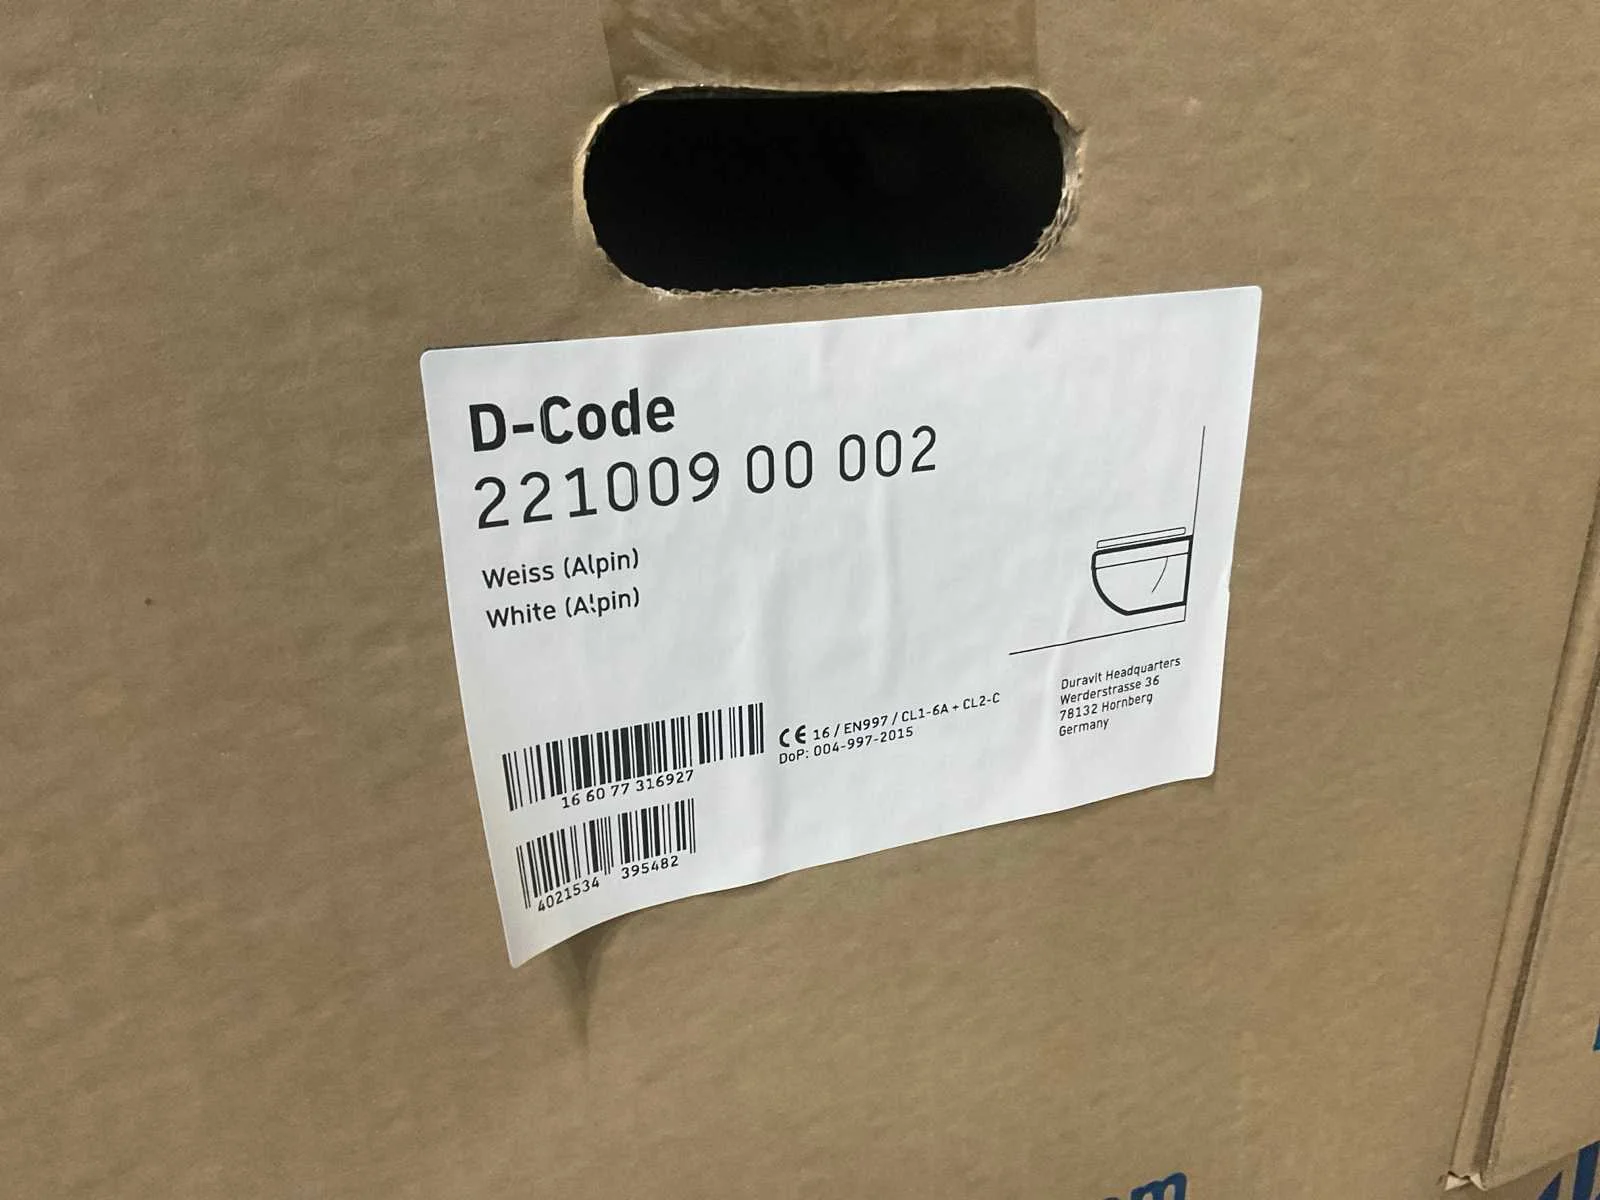 D-Code
221009 00 002
Weiss (Alpin)
White (Alpin)
16 60 77 316927
4021534 395482
CE 16 / EN997 / CL1-6A + CL2-C
DoP: 004-997-2015
Duravit Headquarters
Werderstrasse 36
78132 Hornberg
Germany